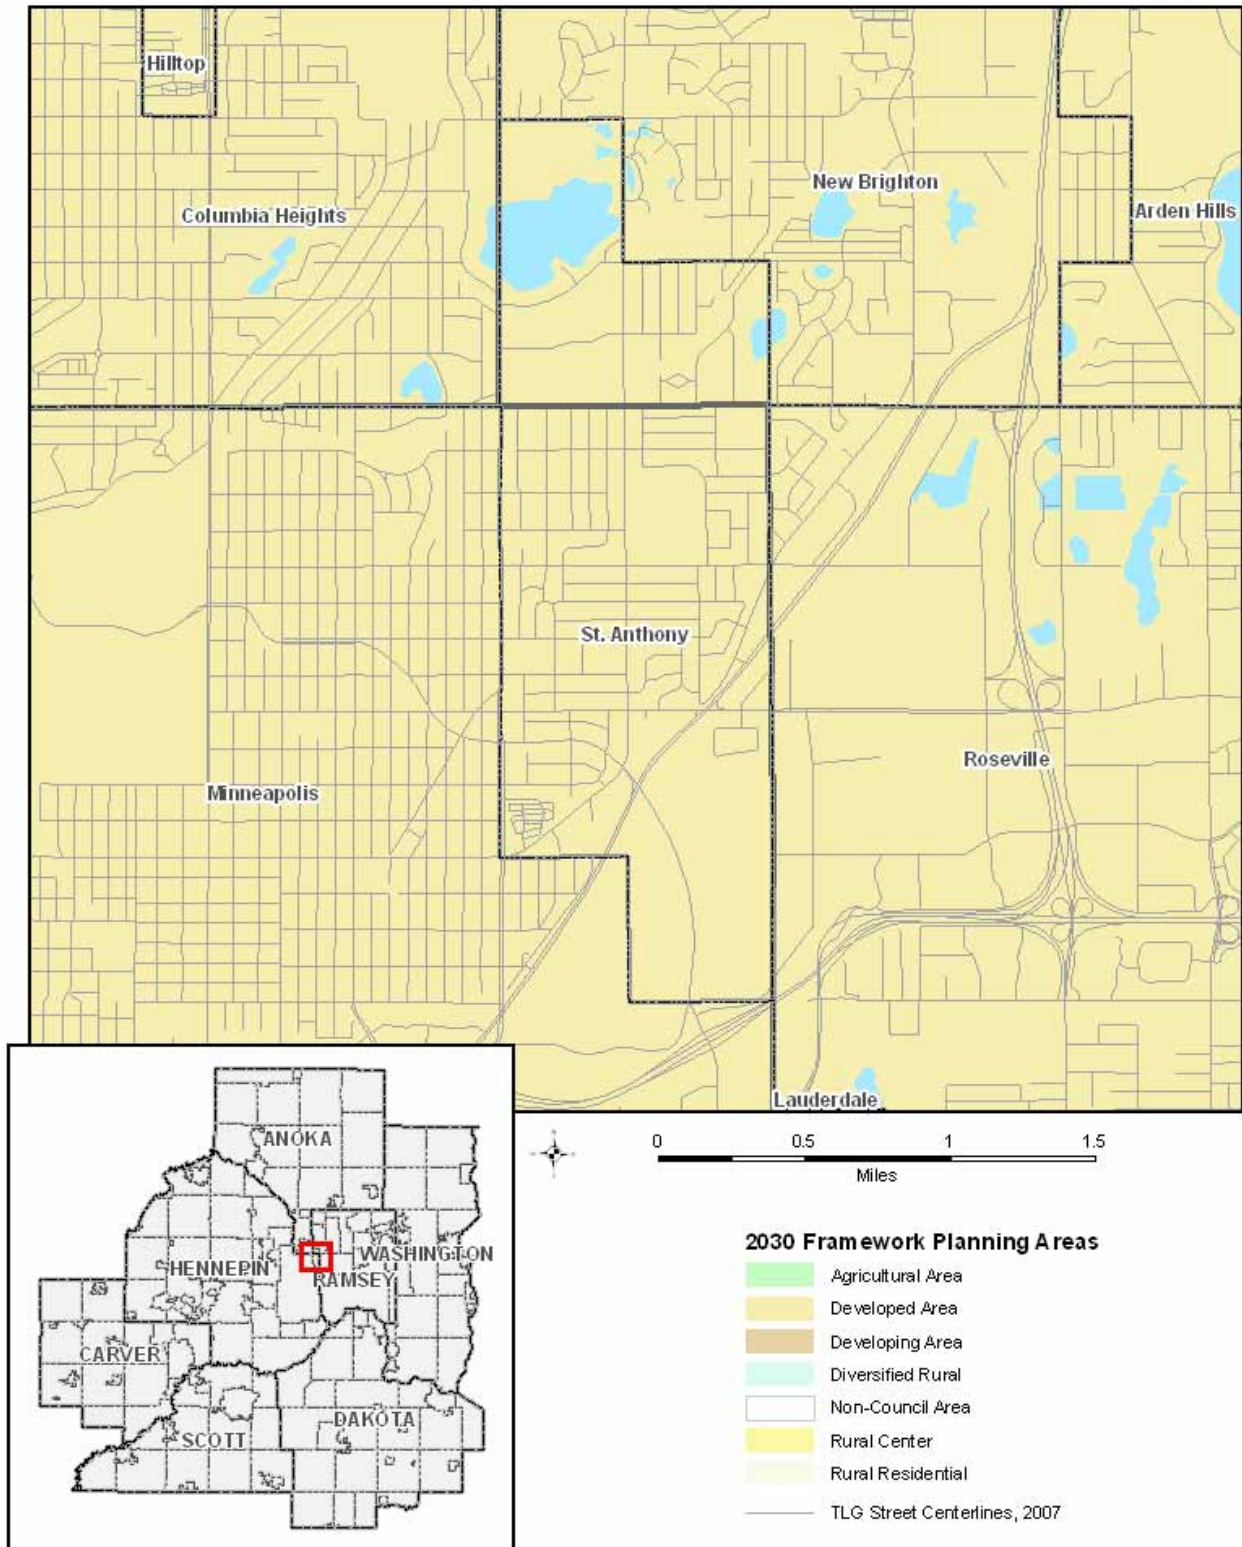 Hilltop
New Brighton
Columbia Heights
Arden Hills
St. Anthony
Roseville
Minneapolis
Lauderdale
ANOKA
WASHINGTON
HENNEPIN
RAMSEY
CARVER
DAKOTA
SCOTT
0 0.5 1 1.5
Miles
2030 Framework Planning Areas
Agricultural Area
Developed Area
Developing Area
Diversified Rural
Non-Council Area
Rural Center
Rural Residential
TLG Street Centerlines, 2007